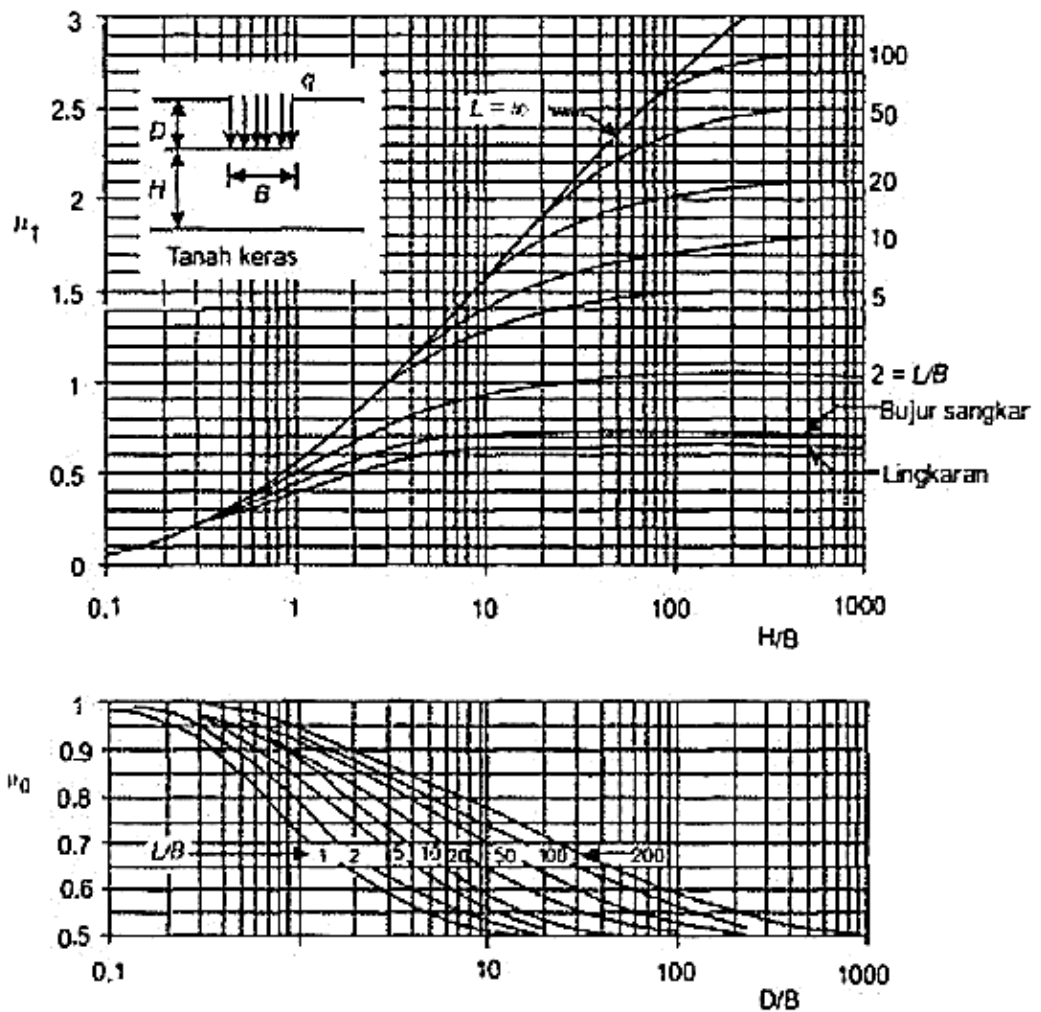 3
2.5
2
μ₁
1.5
1
0.5
0
q
D
H
B
Tanah keras
L = ∞
100
50
20
10
5
2 = L/B
Bujur sangkar
Lingkaran
0.1 1 10 100 1000
H/B
1
0.9
μ₀
0.8
0.7
0.6
0.5
L/B 1 2 5 10 20 50 100 200
0,1 1 10 100 1000
D/B